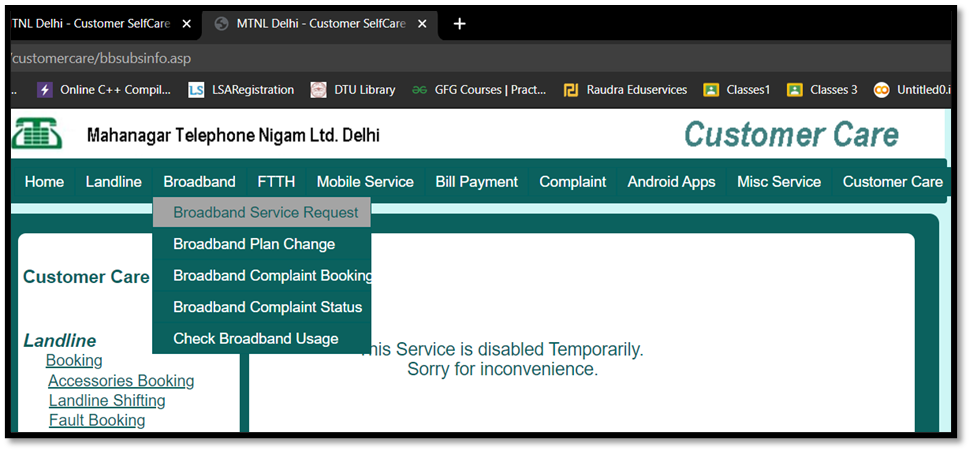 TNL Delhi - Customer SelfCare
MTNL Delhi - Customer SelfCare
/customercare/bbsubsinfo.asp
.. Online C++ Compil... LSARegistration DTU Library GFG Courses | Pract... Raudra Eduservices Classes1 Classes 3 Untitled0.i
Mahanagar Telephone Nigam Ltd. Delhi
Customer Care
Home Landline Broadband FTTH Mobile Service Bill Payment Complaint Android Apps Misc Service Customer Care
Broadband Service Request
Broadband Plan Change
Broadband Complaint Booking
Broadband Complaint Status
Check Broadband Usage
Customer Care
Landline
Booking
Accessories Booking
Landline Shifting
Fault Booking
This Service is disabled Temporarily.
Sorry for inconvenience.